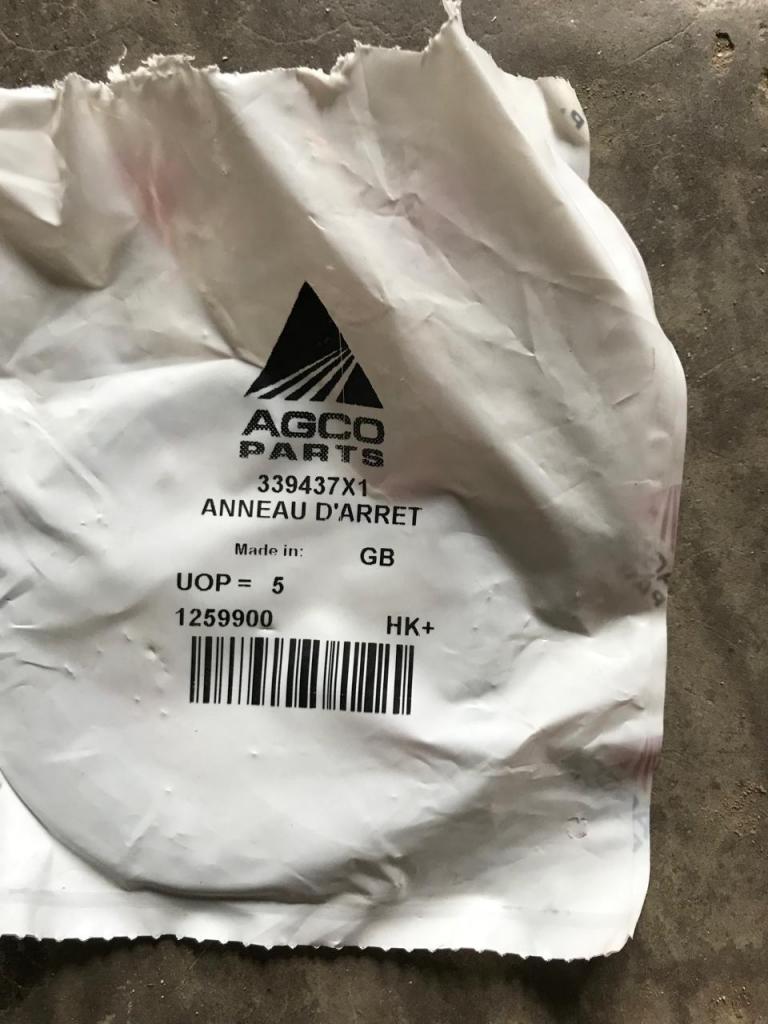 AGCO
PARTS
339437X1
ANNEAU D'ARRET
Made in: GB
UOP = 5
1259900 HK+